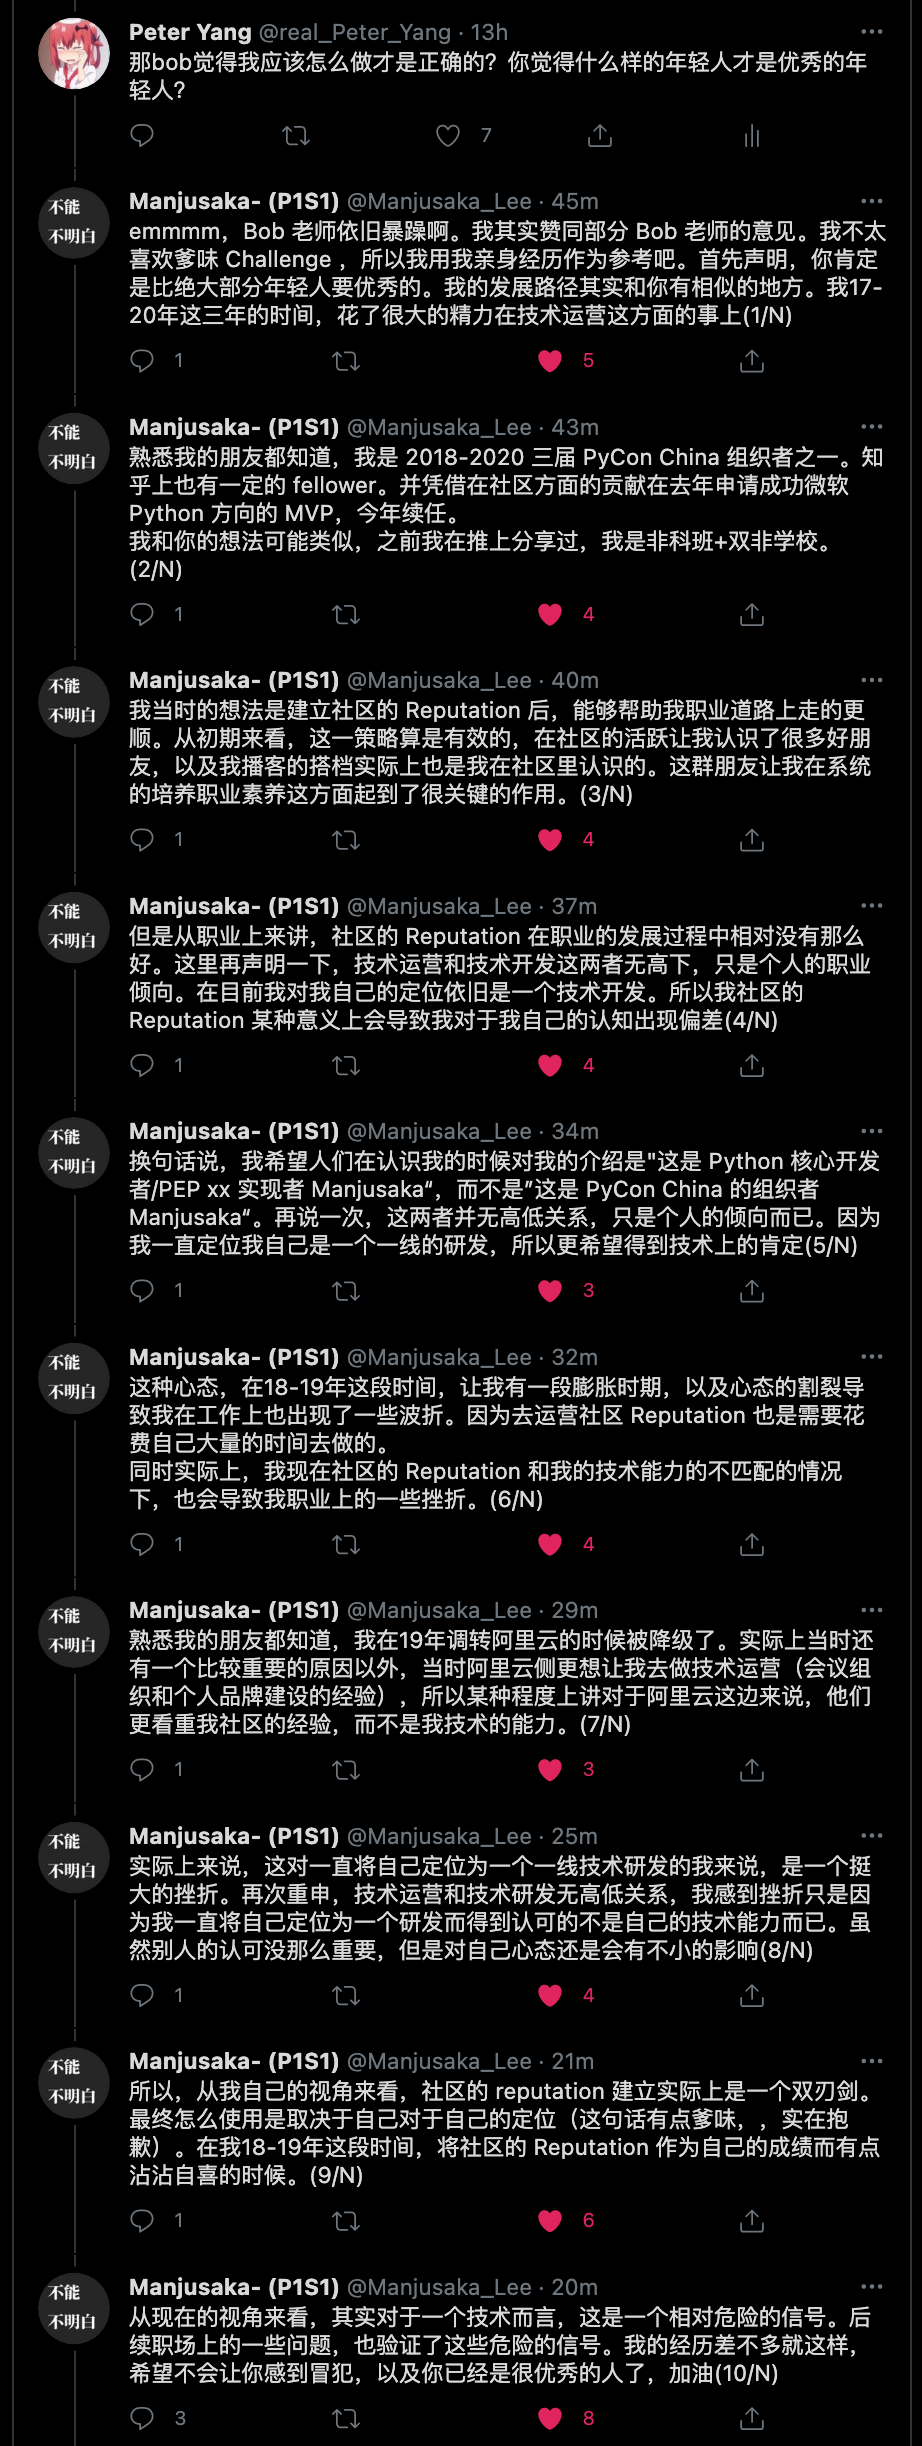 Peter Yang @real_Peter_Yang · 13h
那bob觉得我应该怎么做才是正确的？你觉得什么样的年轻人才是优秀的年
轻人？
7
不能
不明白
Manjusaka- (P1S1) @Manjusaka_Lee · 45m
emmmm，Bob 老师依旧暴躁啊。我其实赞同部分 Bob 老师的意见。我不太
喜欢爹味 Challenge ，所以我用我亲身经历作为参考吧。首先声明，你肯定
是比绝大部分年轻人要优秀的。我的发展路径其实和你有相似的地方。我17-
20年这三年的时间，花了很大的精力在技术运营这方面的事上(1/N)
1 5
不能
不明白
Manjusaka- (P1S1) @Manjusaka_Lee · 43m
熟悉我的朋友都知道，我是 2018-2020 三届 PyCon China 组织者之一。知
乎上也有一定的 fellower。并凭借在社区方面的贡献在去年申请成功微软
Python 方向的 MVP，今年续任。
我和你的想法可能类似，之前我在推上分享过，我是非科班+双非学校。
(2/N)
1 4
不能
不明白
Manjusaka- (P1S1) @Manjusaka_Lee · 40m
我当时的想法是建立社区的 Reputation 后，能够帮助我职业道路上走的更
顺。从初期来看，这一策略算是有效的，在社区的活跃让我认识了很多好朋
友，以及我播客的搭档实际上也是我在社区里认识的。这群朋友让我在系统
的培养职业素养这方面起到了很关键的作用。(3/N)
1 4
不能
不明白
Manjusaka- (P1S1) @Manjusaka_Lee · 37m
但是从职业上来讲，社区的 Reputation 在职业的发展过程中相对没有那么
好。这里再声明一下，技术运营和技术开发这两者无高下，只是个人的职业
倾向。在目前我对我自己的定位依旧是一个技术开发。所以我社区的
Reputation 某种意义上会导致我对于我自己的认知出现偏差(4/N)
1 4
不能
不明白
Manjusaka- (P1S1) @Manjusaka_Lee · 34m
换句话说，我希望人们在认识我的时候对我的介绍是"这是 Python 核心开发
者/PEP xx 实现者 Manjusaka“，而不是”这是 PyCon China 的组织者
Manjusaka“。再说一次，这两者并无高低关系，只是个人的倾向而已。因为
我一直定位我自己是一个一线的研发，所以更希望得到技术上的肯定(5/N)
1 3
不能
不明白
Manjusaka- (P1S1) @Manjusaka_Lee · 32m
这种心态，在18-19年这段时间，让我有一段膨胀时期，以及心态的割裂导
致我在工作上也出现了一些波折。因为去运营社区 Reputation 也是需要花
费自己大量的时间去做的。
同时实际上，我现在社区的 Reputation 和我的技术能力的不匹配的情况
下，也会导致我职业上的一些挫折。(6/N)
1 4
不能
不明白
Manjusaka- (P1S1) @Manjusaka_Lee · 29m
熟悉我的朋友都知道，我在19年调转阿里云的时候被降级了。实际上当时还
有一个比较重要的原因以外，当时阿里云侧更想让我去做技术运营（会议组
织和个人品牌建设的经验），所以某种程度上讲对于阿里云这边来说，他们
更看重我社区的经验，而不是我技术的能力。(7/N)
1 3
不能
不明白
Manjusaka- (P1S1) @Manjusaka_Lee · 25m
实际上来说，这对一直将自己定位为一个一线技术研发的我来说，是一个挺
大的挫折。再次重申，技术运营和技术研发无高低关系，我感到挫折只是因
为我一直将自己定位为一个研发而得到认可的不是自己的技术能力而已。虽
然别人的认可没那么重要，但是对自己心态还是会有不小的影响(8/N)
1 4
不能
不明白
Manjusaka- (P1S1) @Manjusaka_Lee · 21m
所以，从我自己的视角来看，社区的 reputation 建立实际上是一个双刃剑。
最终怎么使用是取决于自己对于自己的定位（这句话有点爹味，，实在抱
歉）。在我18-19年这段时间，将社区的 Reputation 作为自己的成绩而有点
沾沾自喜的时候。(9/N)
1 6
不能
不明白
Manjusaka- (P1S1) @Manjusaka_Lee · 20m
从现在的视角来看，其实对于一个技术而言，这是一个相对危险的信号。后
续职场上的一些问题，也验证了这些危险的信号。我的经历差不多就这样，
希望不会让你感到冒犯，以及你已经是很优秀的人了，加油(10/N)
3 8